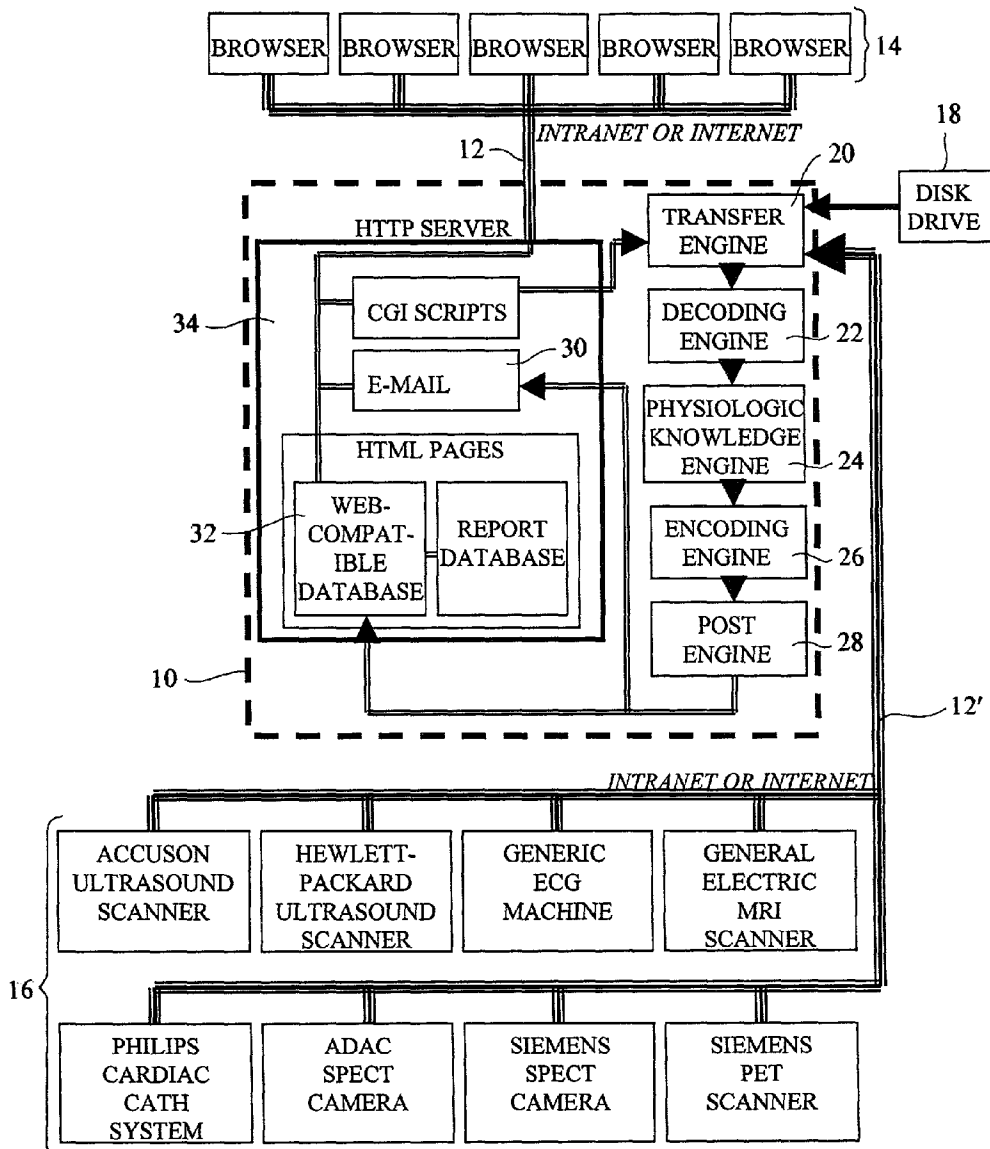 BROWSER BROWSER BROWSER BROWSER BROWSER
14
INTRANET OR INTERNET
12
20
18
DISK
DRIVE
HTTP SERVER
TRANSFER
ENGINE
34
CGI SCRIPTS
DECODING
ENGINE
22
30
E-MAIL
PHYSIOLOGIC
KNOWLEDGE
ENGINE
24
HTML PAGES
32
WEB-
COMPAT-
IBLE
DATABASE
REPORT
DATABASE
ENCODING
ENGINE
26
POST
ENGINE
28
10
12'
INTRANET OR INTERNET
16
ACCUSON
ULTRASOUND
SCANNER
HEWLETT-
PACKARD
ULTRASOUND
SCANNER
GENERIC
ECG
MACHINE
GENERAL
ELECTRIC
MRI
SCANNER
PHILIPS
CARDIAC
CATH
SYSTEM
ADAC
SPECT
CAMERA
SIEMENS
SPECT
CAMERA
SIEMENS
PET
SCANNER